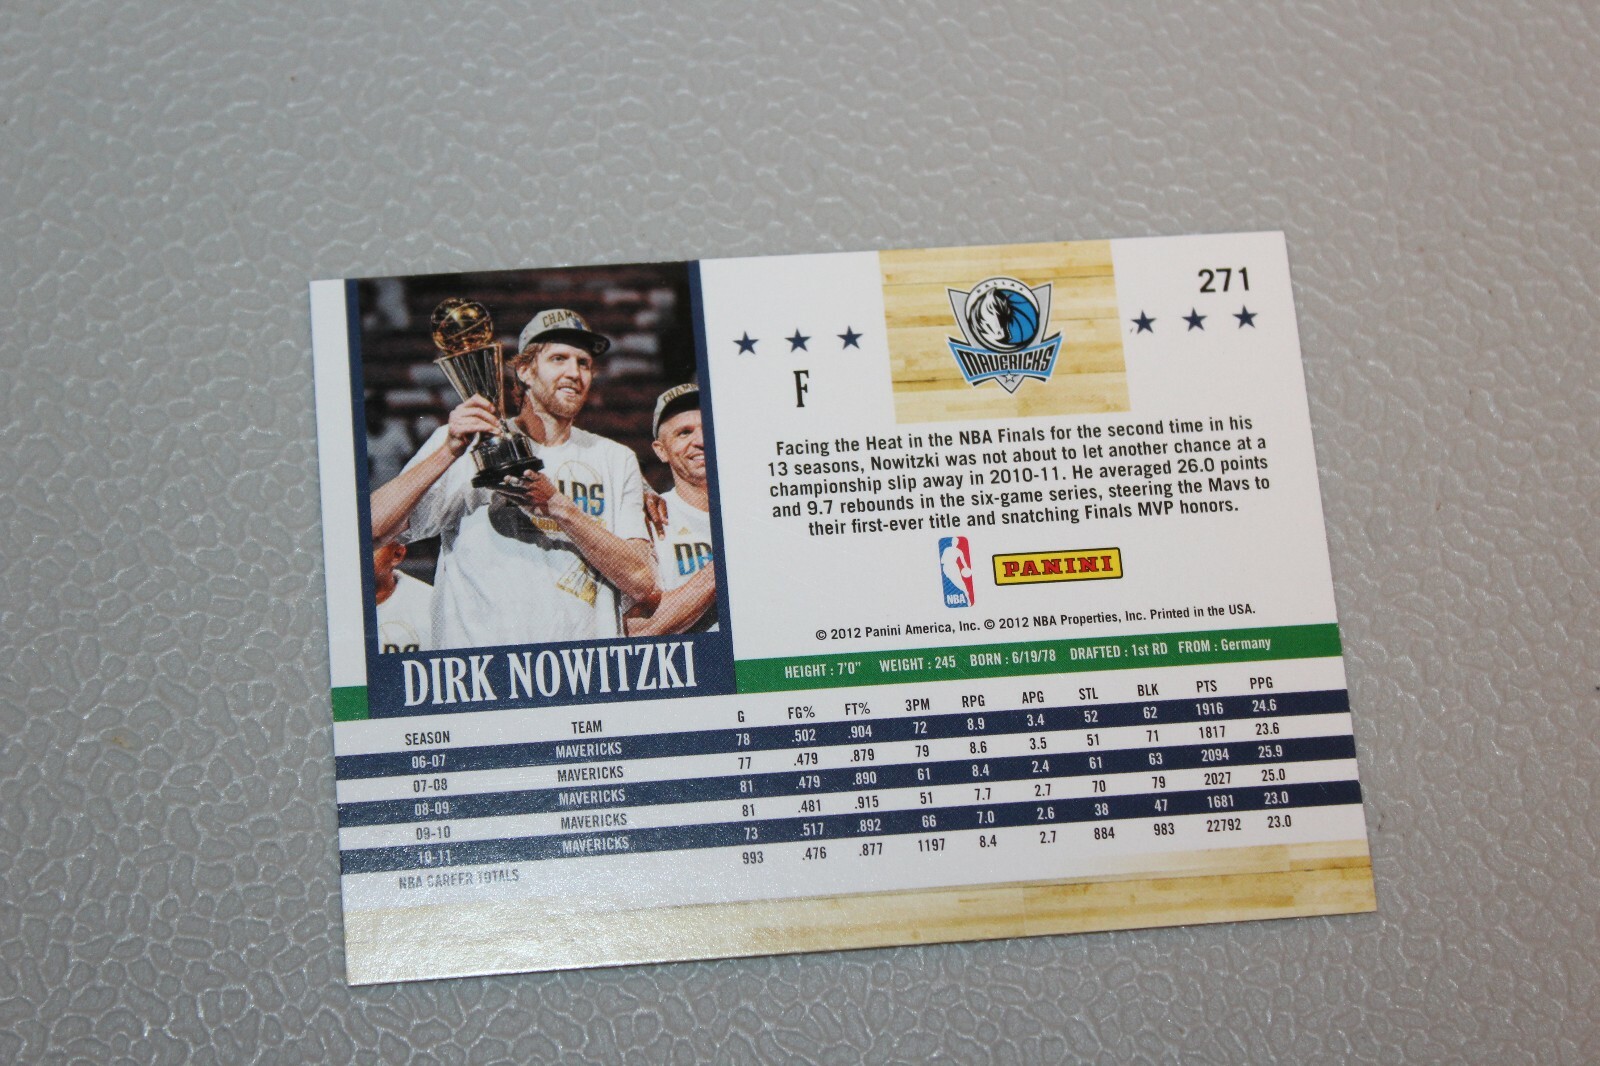 271
DALLAS
MAVERICKS
F
Facing the Heat in the NBA Finals for the second time in his
13 seasons, Nowitzki was not about to let another chance at a
championship slip away in 2010-11. He averaged 26.0 points
and 9.7 rebounds in the six-game series, steering the Mavs to
their first-ever title and snatching Finals MVP honors.
NBA
PANINI
© 2012 Panini America, Inc. © 2012 NBA Properties, Inc. Printed in the USA.
DIRK NOWITZKI
HEIGHT : 7'0" WEIGHT : 245 BORN : 6/19/78 DRAFTED : 1st RD FROM : Germany
SEASON TEAM G FG% FT% 3PM RPG APG STL BLK PTS PPG
06-07 MAVERICKS 78 .502 .904 72 8.9 3.4 52 62 1916 24.6
07-08 MAVERICKS 77 .479 .879 79 8.6 3.5 51 71 1817 23.6
08-09 MAVERICKS 81 .479 .890 61 8.4 2.4 61 63 2094 25.9
09-10 MAVERICKS 81 .481 .915 51 7.7 2.7 70 79 2027 25.0
10-11 MAVERICKS 73 .517 .892 66 7.0 2.6 38 47 1681 23.0
NBA CAREER TOTALS 993 .476 .877 1197 8.4 2.7 884 983 22792 23.0